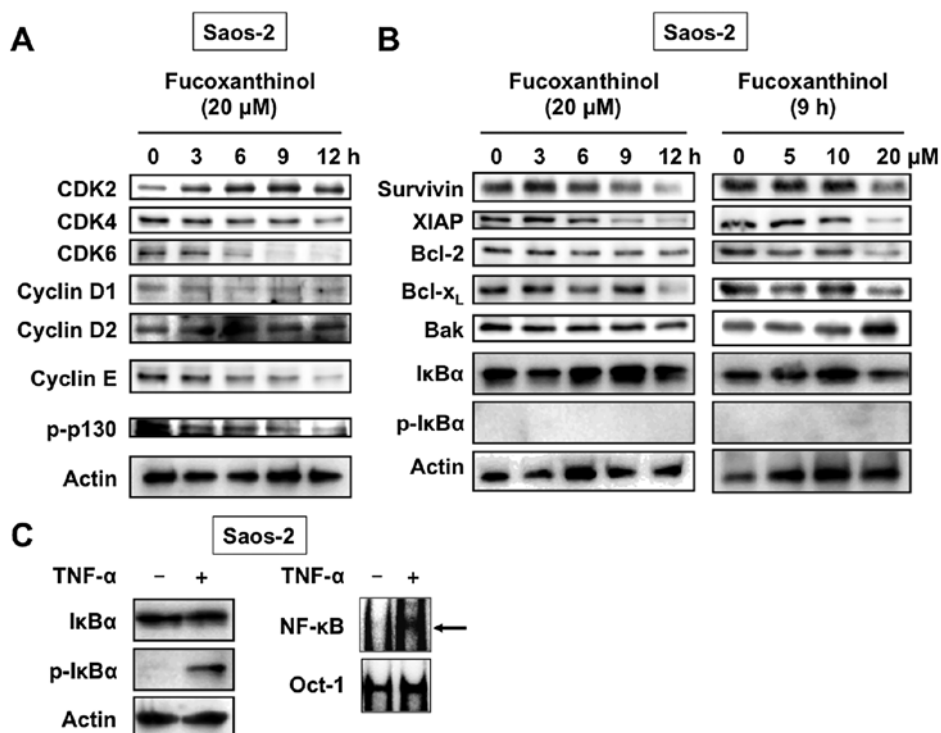 A
Saos-2
Fucoxanthinol
(20 µM)
0 3 6 9 12 h
CDK2
CDK4
CDK6
Cyclin D1
Cyclin D2
Cyclin E
p-p130
Actin
B
Saos-2
Fucoxanthinol
(20 µM)
Fucoxanthinol
(9 h)
0 3 6 9 12 h
0 5 10 20 µM
Survivin
XIAP
Bcl-2
Bcl-xL
Bak
IκBα
p-IκBα
Actin
C
Saos-2
TNF-α − +
IκBα
p-IκBα
Actin
TNF-α − +
NF-κB
Oct-1